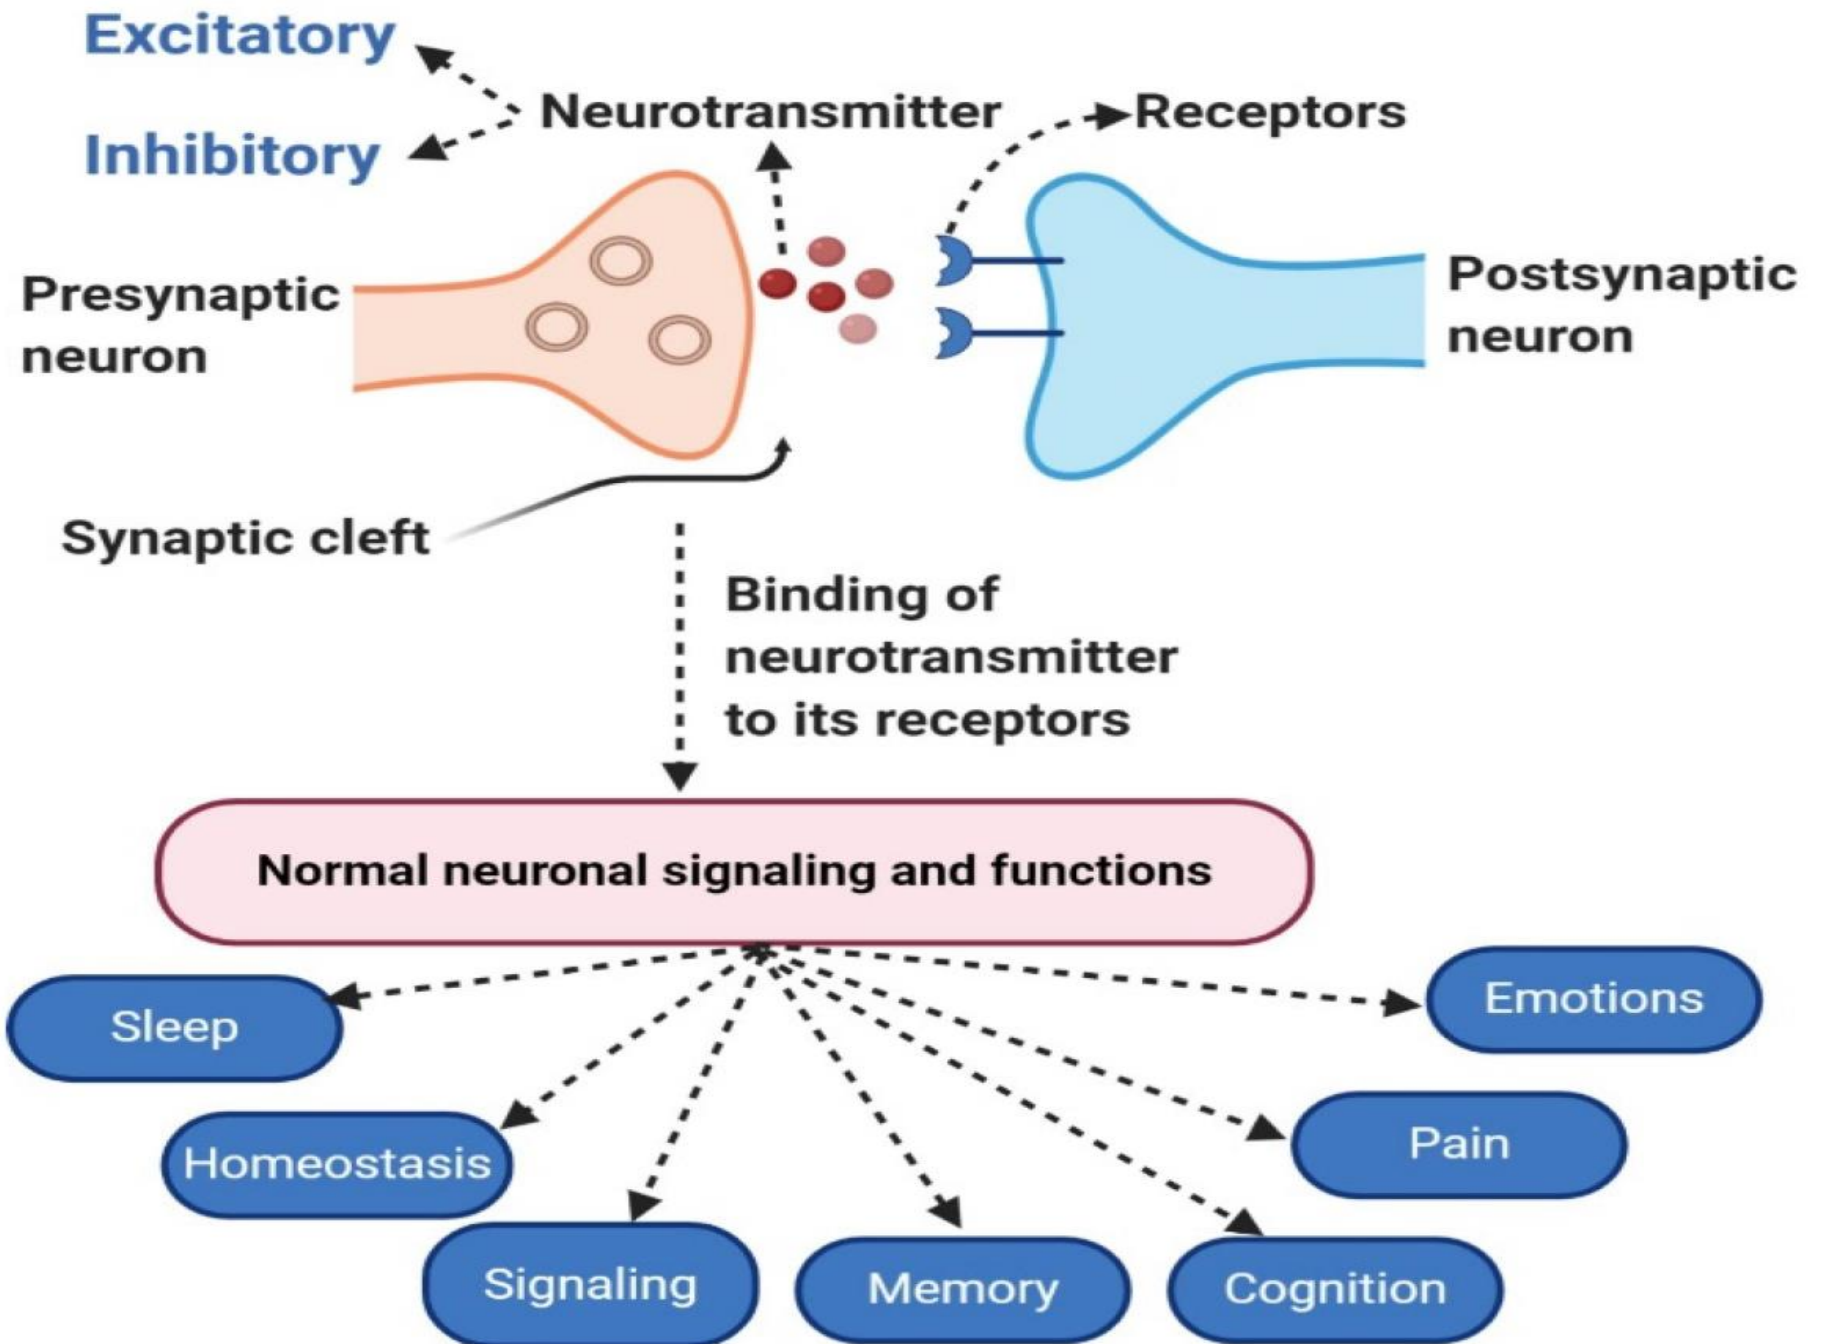 Excitatory
Inhibitory
Neurotransmitter
Receptors
Presynaptic
neuron
Postsynaptic
neuron
Synaptic cleft
Binding of
neurotransmitter
to its receptors
Normal neuronal signaling and functions
Sleep
Homeostasis
Signaling
Memory
Cognition
Pain
Emotions